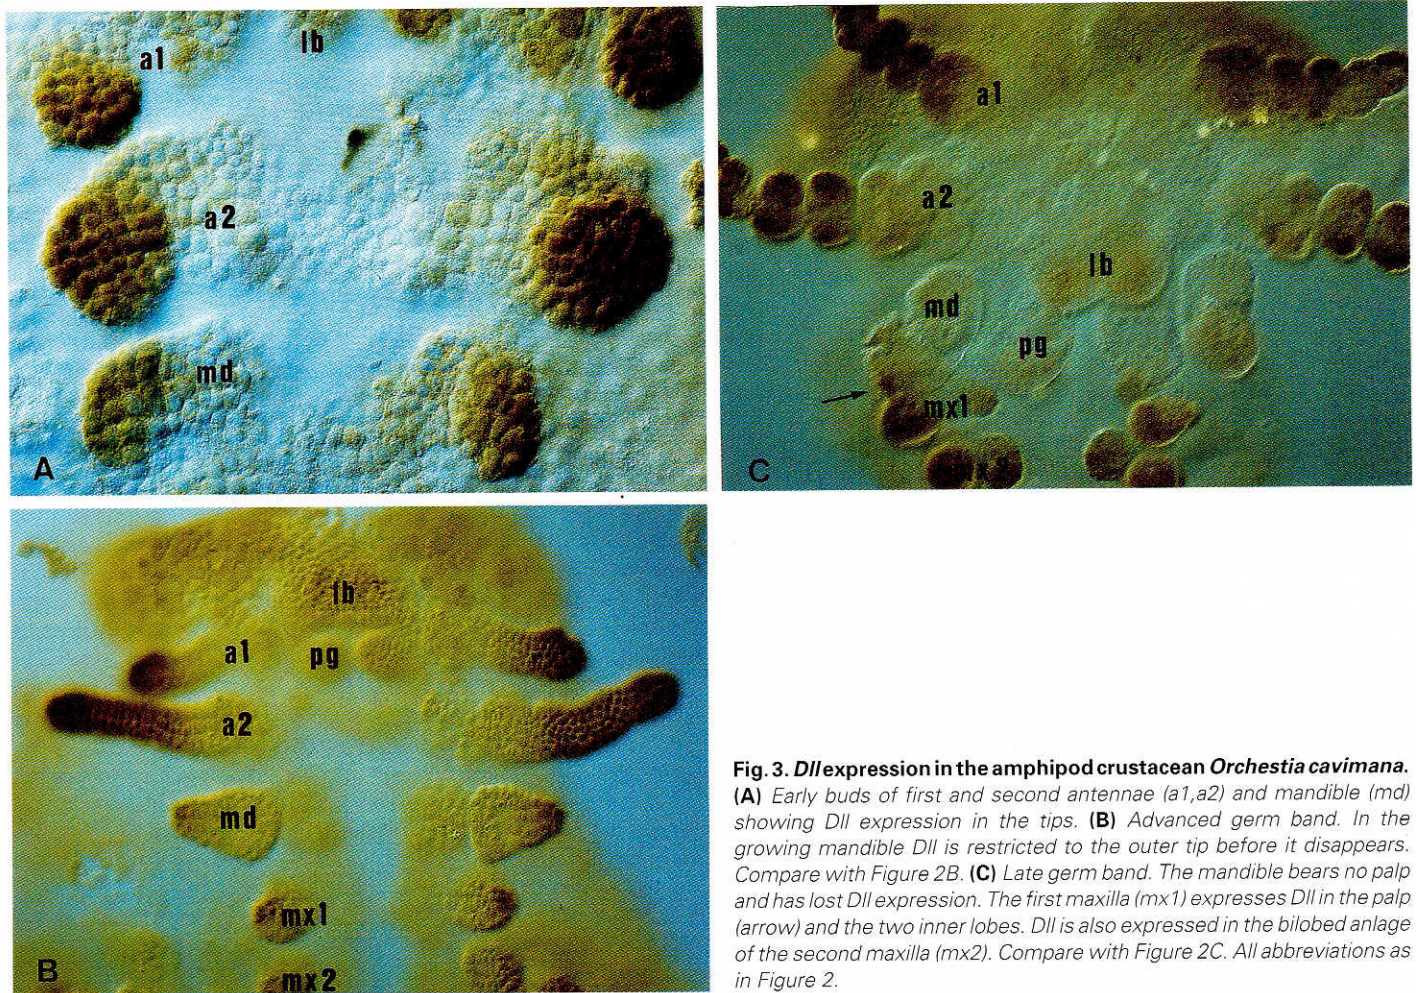 a1
lb
a2
md
A
a1
a2
lb
md
pg
mx1
mx2
C
lb
a1
pg
a2
md
mx1
mx2
B
Fig. 3. Dll expression in the amphipod crustacean Orchestia cavimana.
(A) Early buds of first and second antennae (a1,a2) and mandible (md)
showing Dll expression in the tips. (B) Advanced germ band. In the
growing mandible Dll is restricted to the outer tip before it disappears.
Compare with Figure 2B. (C) Late germ band. The mandible bears no palp
and has lost Dll expression. The first maxilla (mx1) expresses Dll in the palp
(arrow) and the two inner lobes. Dll is also expressed in the bilobed anlage
of the second maxilla (mx2). Compare with Figure 2C. All abbreviations as
in Figure 2.